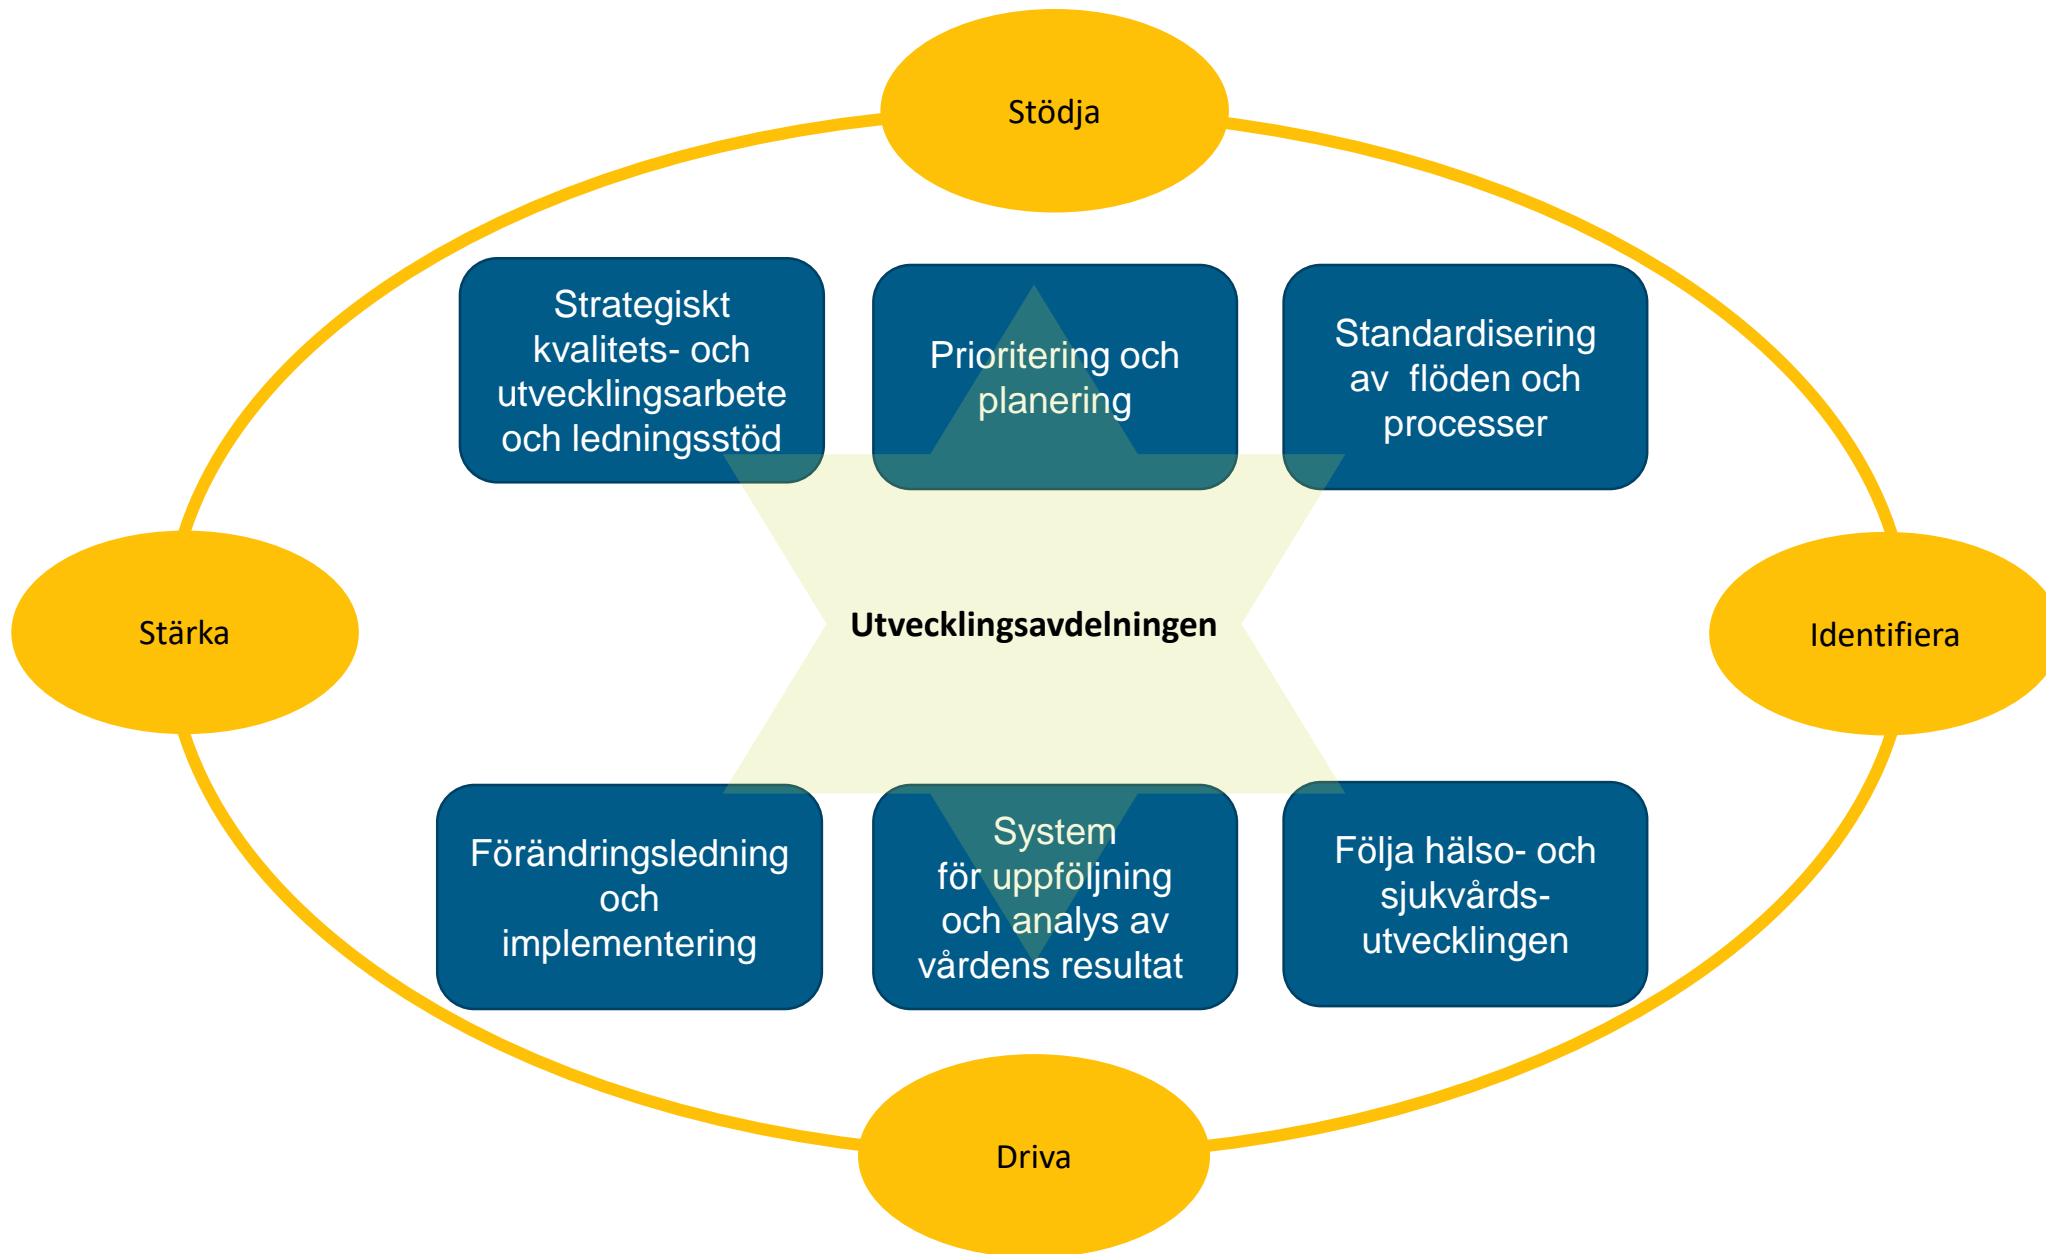 Stödja
Strategiskt
kvalitets- och
utvecklingsarbete
och ledningsstöd
Prioritering och
planering
Standardisering
av  flöden och
processer
Stärka
Utvecklingsavdelningen
Identifiera
Förändringsledning
och
implementering
System
för uppföljning
och analys av
vårdens resultat
Följa hälso- och
sjukvårds-
utvecklingen
Driva